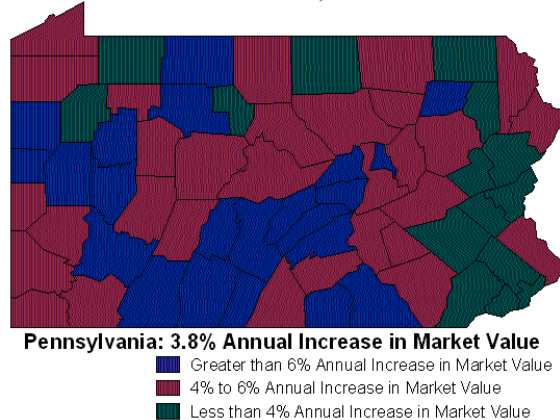 Pennsylvania: 3.8% Annual Increase in Market Value
Greater than 6% Annual Increase in Market Value
4% to 6% Annual Increase in Market Value
Less than 4% Annual Increase in Market Value